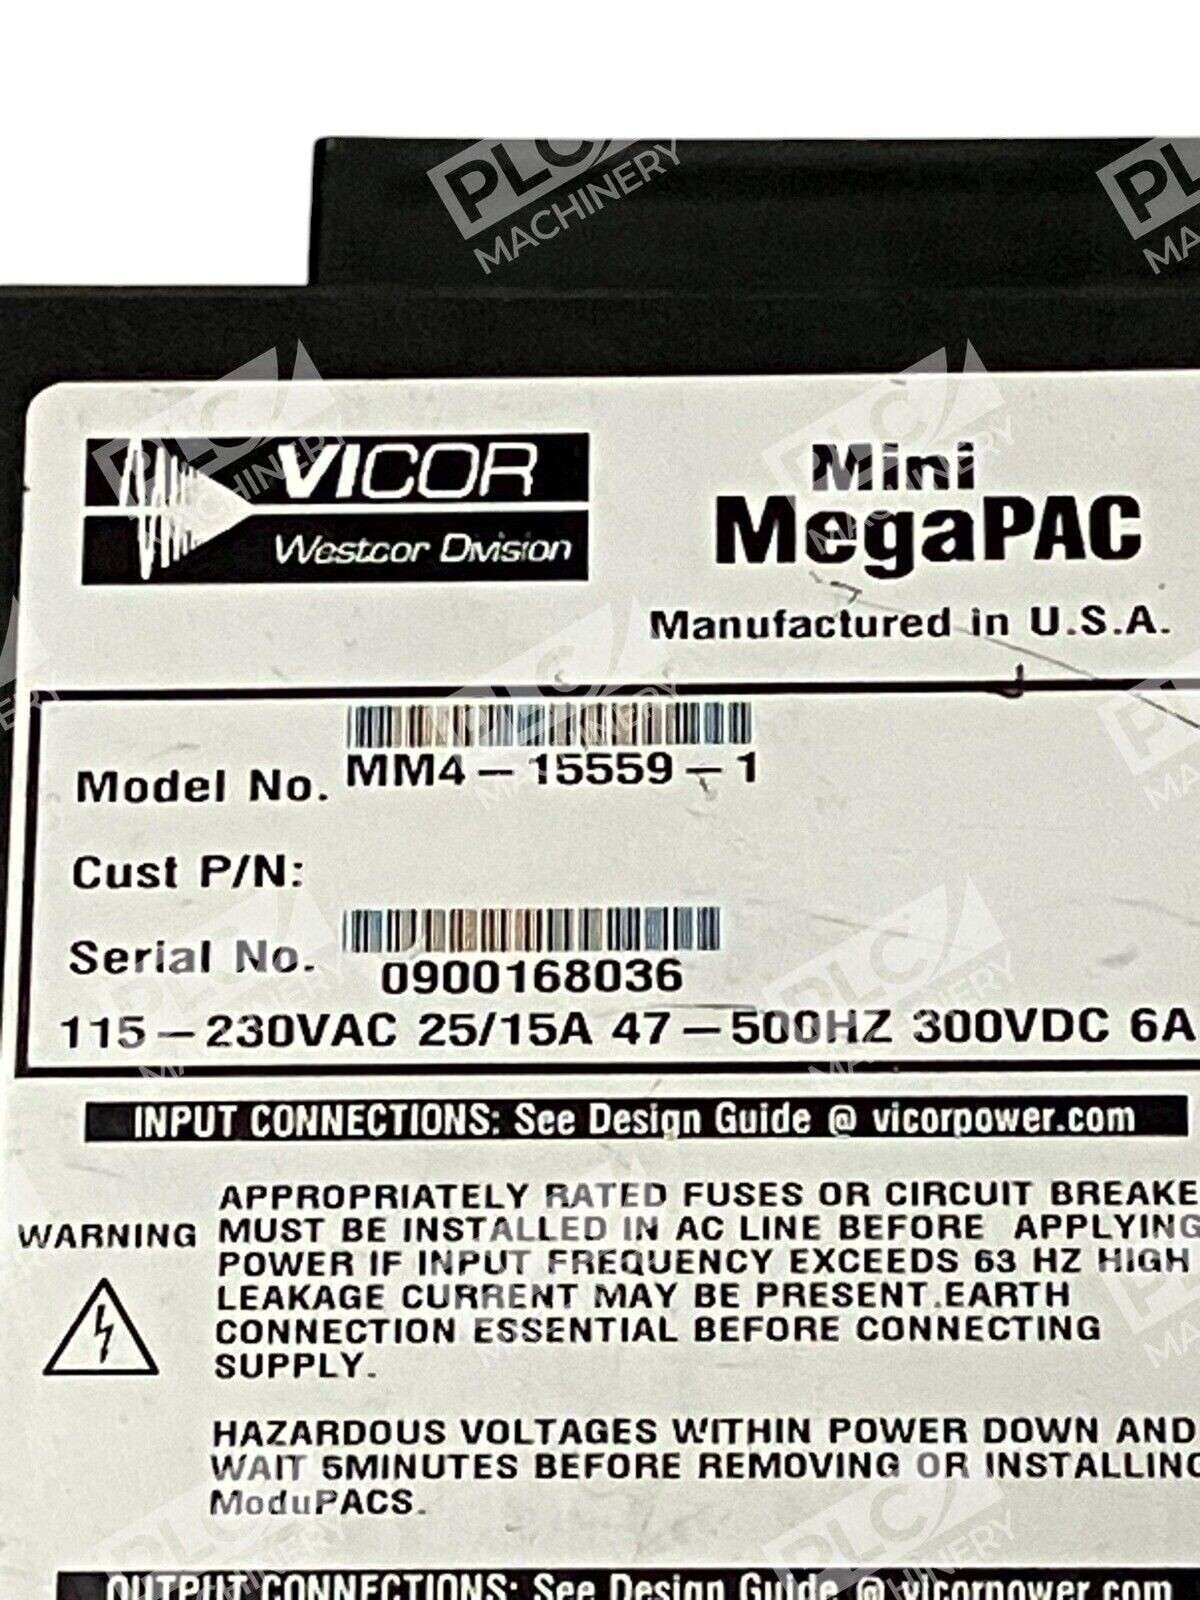 PLC
MACHINERY
VICOR
Westcor Division
Mini
MegaPAC
Manufactured in U.S.A.
Model No. MM4-15559-1
Cust P/N:
Serial No. 0900168036
115-230VAC 25/15A 47-500HZ 300VDC 6A
INPUT CONNECTIONS: See Design Guide @ vicorpower.com
WARNING
APPROPRIATELY RATED FUSES OR CIRCUIT BREAKE
MUST BE INSTALLED IN AC LINE BEFORE APPLYING
POWER IF INPUT FREQUENCY EXCEEDS 63 HZ HIGH
LEAKAGE CURRENT MAY BE PRESENT.EARTH
CONNECTION ESSENTIAL BEFORE CONNECTING
SUPPLY.
HAZARDOUS VOLTAGES WITHIN POWER DOWN AND
WAIT 5MINUTES BEFORE REMOVING OR INSTALLING
ModuPACS.
OUTPUT CONNECTIONS: See Design Guide @ vicorpower.com